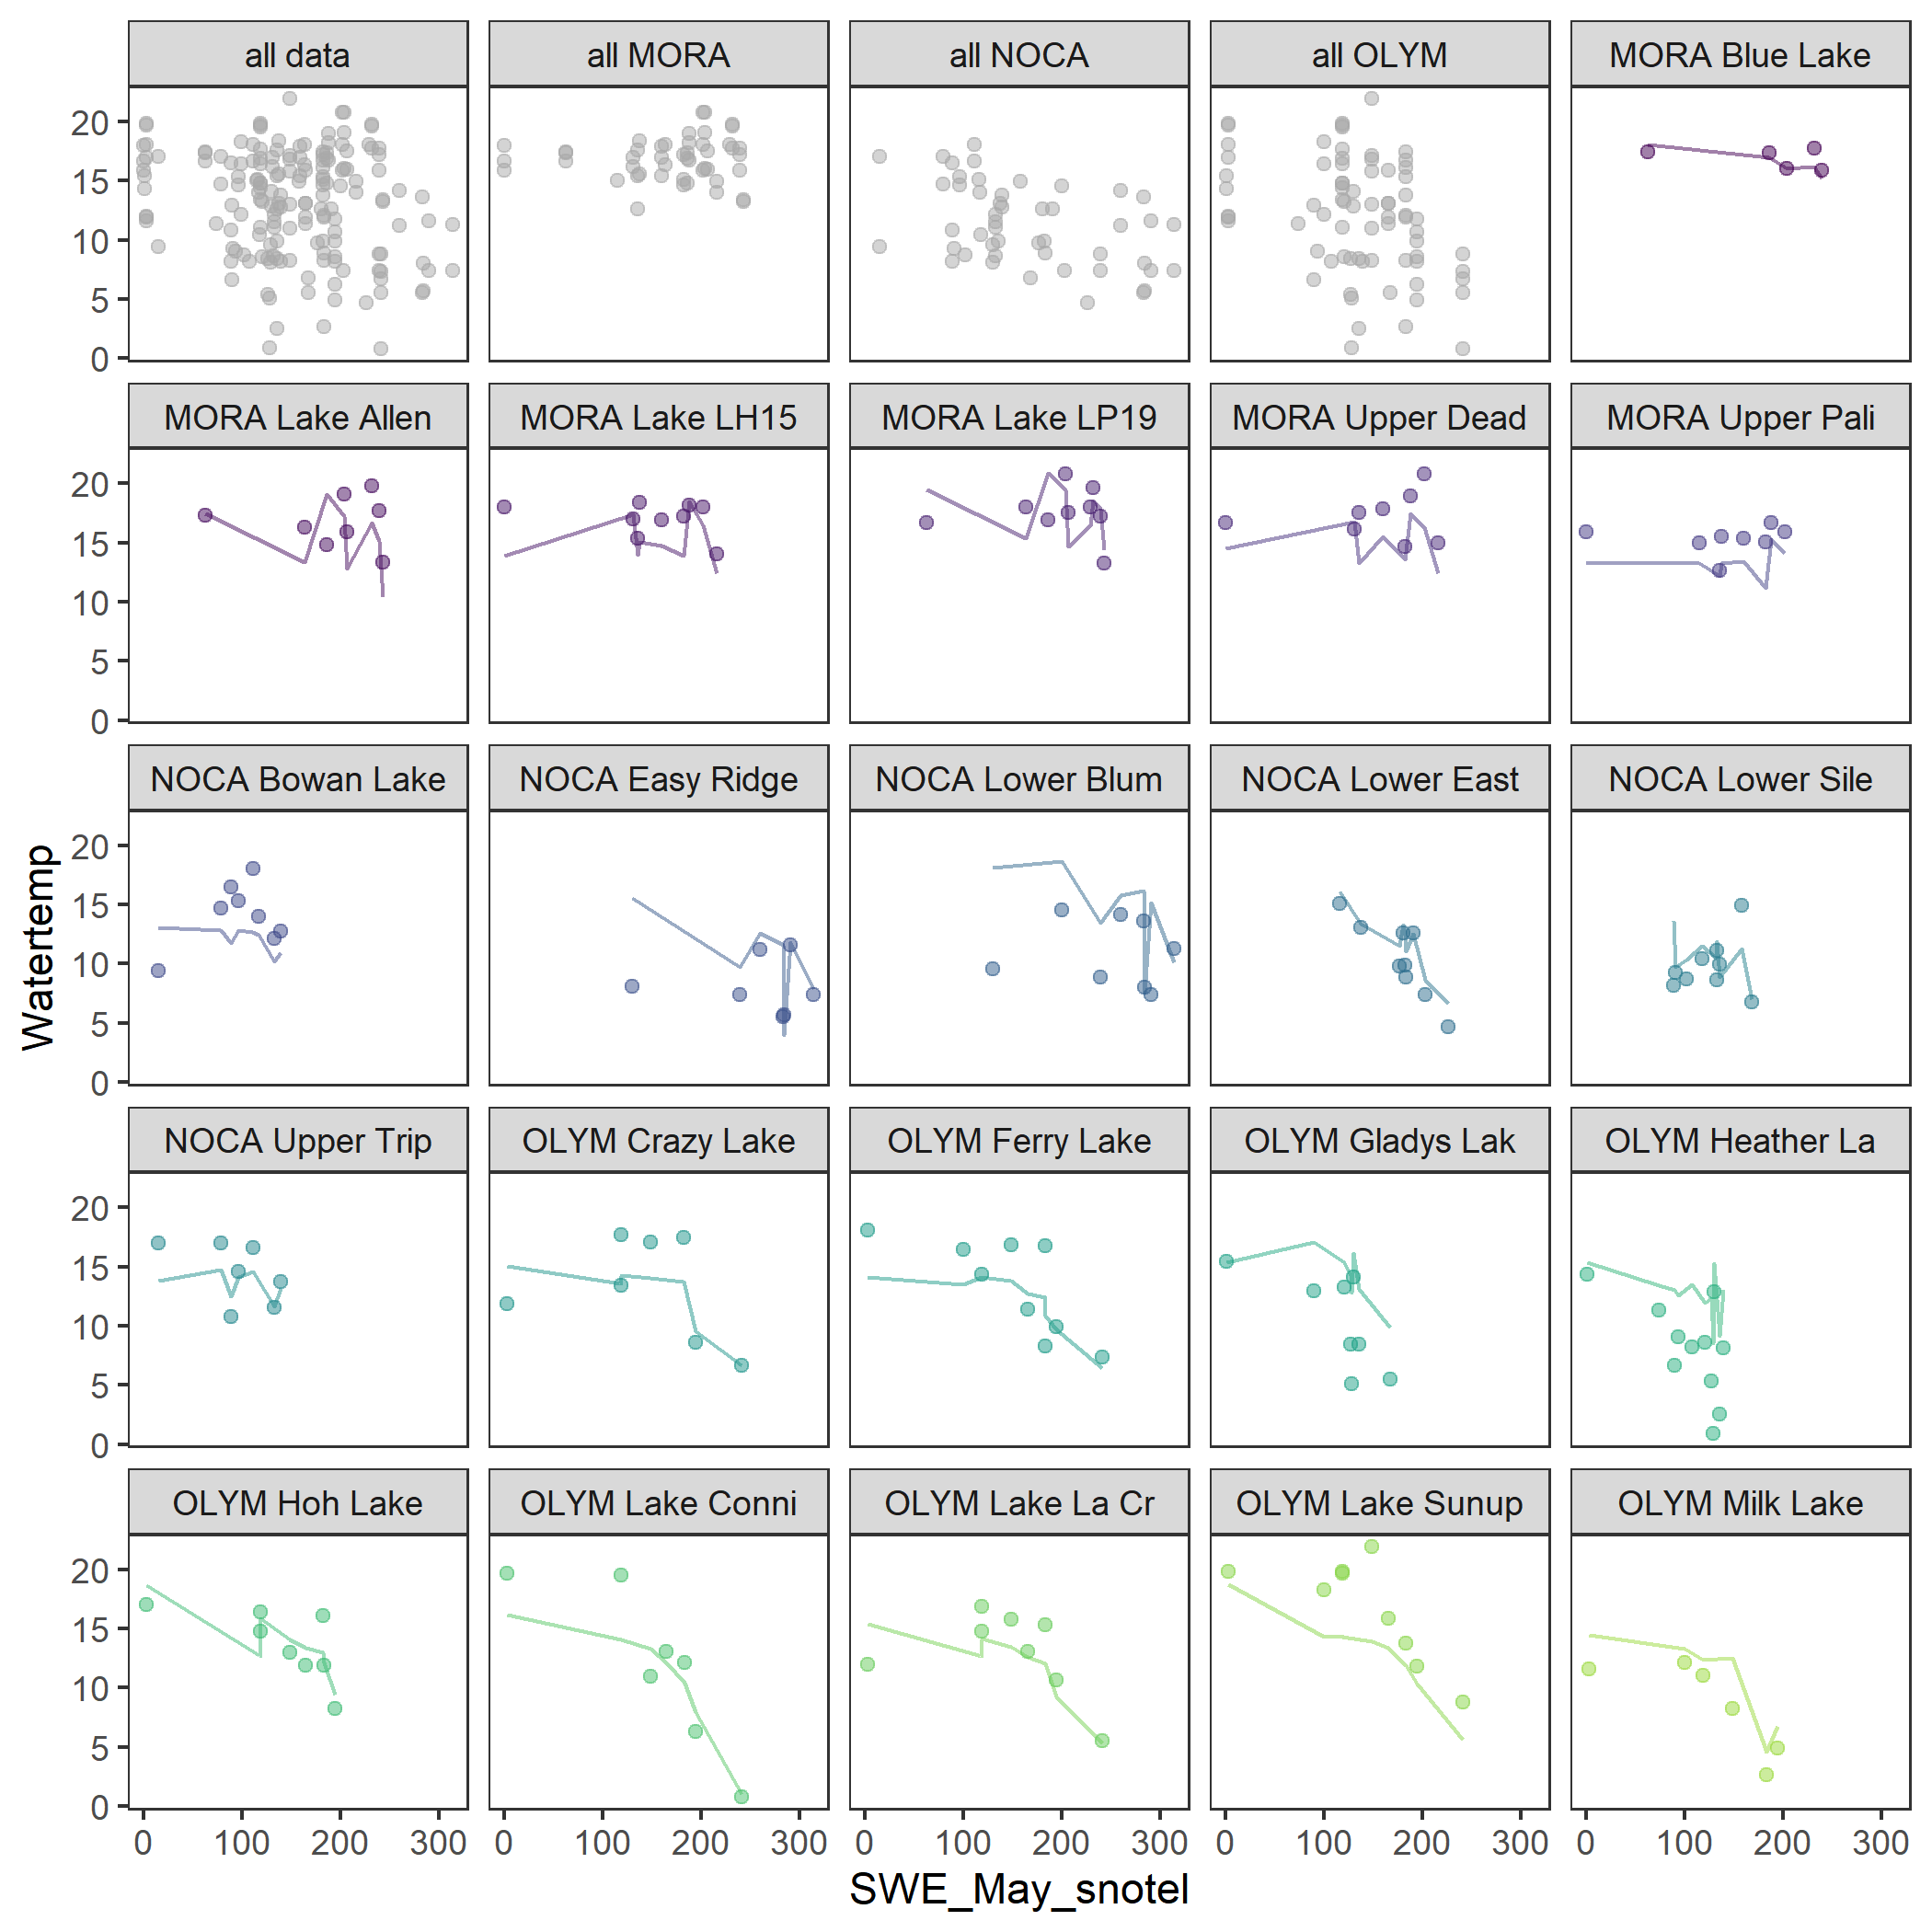 all data
all MORA
all NOCA
all OLYM
MORA Blue Lake
20
15
10
5
0
MORA Lake Allen
MORA Lake LH15
MORA Lake LP19
MORA Upper Dead
MORA Upper Pali
20
15
10
5
0
NOCA Bowan Lake
NOCA Easy Ridge
NOCA Lower Blum
NOCA Lower East
NOCA Lower Sile
20
15
10
5
0
Watertemp
NOCA Upper Trip
OLYM Crazy Lake
OLYM Ferry Lake
OLYM Gladys Lak
OLYM Heather La
20
15
10
5
0
OLYM Hoh Lake
OLYM Lake Conni
OLYM Lake La Cr
OLYM Lake Sunup
OLYM Milk Lake
20
15
10
5
0
0 100 200 300
0 100 200 300
0 100 200 300
0 100 200 300
0 100 200 300
SWE_May_snotel